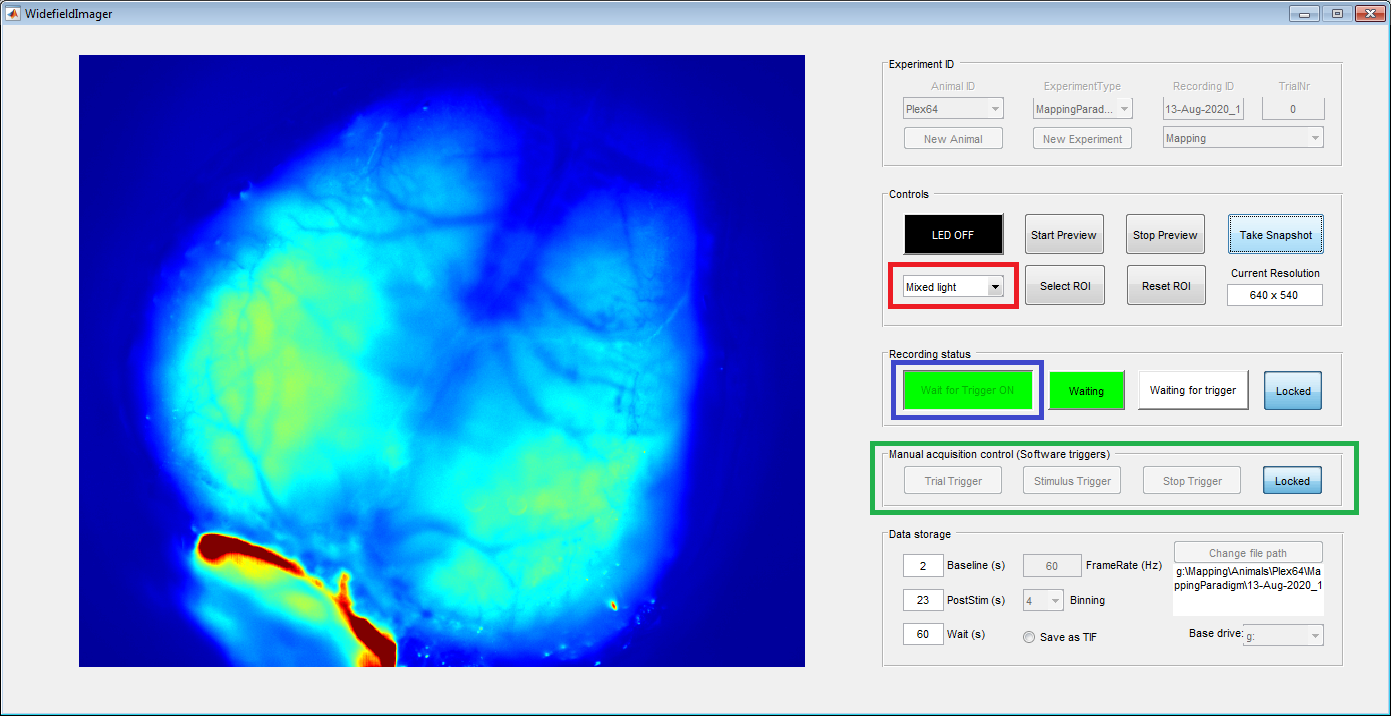 WidefieldImager
Experiment ID
Animal ID ExperimentType Recording ID TrialNr
Plex64 MappingParad... 13-Aug-2020_1 0
New Animal New Experiment Mapping
Controls
LED OFF Start Preview Stop Preview Take Snapshot
Mixed light Select ROI Reset ROI Current Resolution
640 x 540
Recording status
Wait for Trigger ON Waiting Waiting for trigger Locked
Manual acquisition control (Software triggers)
Trial Trigger Stimulus Trigger Stop Trigger Locked
Data storage
Change file path
2 Baseline (s) 60 FrameRate (Hz)
g:\Mapping\Animals\Plex64\Ma
ppingParadigm\13-Aug-2020_1
23 PostStim (s) 4 Binning
60 Wait (s) Save as TIF Base drive: g: